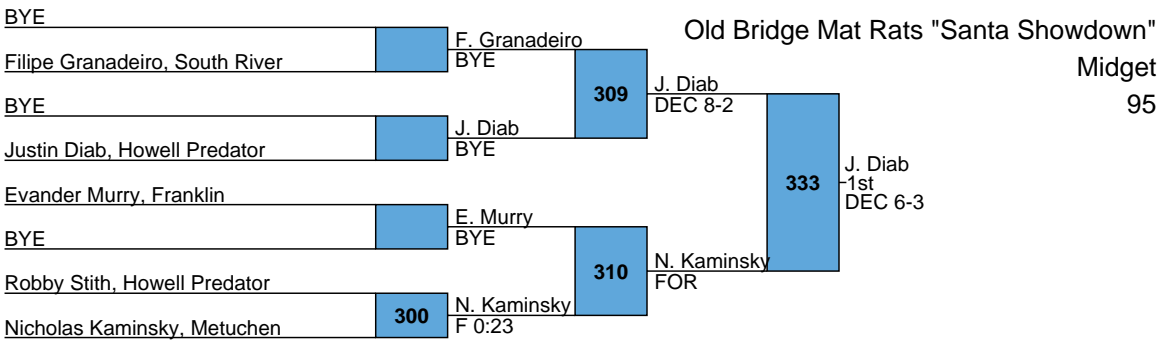 Old Bridge Mat Rats "Santa Showdown"
Midget
95
BYE
Filipe Granadeiro, South River
BYE
Justin Diab, Howell Predator
Evander Murry, Franklin
BYE
Robby Stith, Howell Predator
300
Nicholas Kaminsky, Metuchen
F. Granadeiro
BYE
309
J. Diab
BYE
E. Murry
BYE
310
N. Kaminsky
F 0:23
J. Diab
DEC 8-2
333
N. Kaminsky
FOR
J. Diab
1st
DEC 6-3